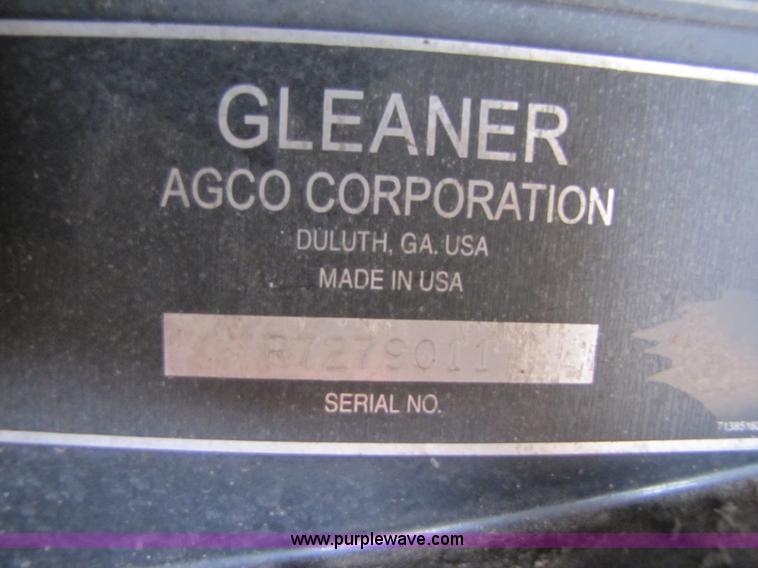 GLEANER
AGCO CORPORATION
DULUTH, GA. USA
MADE IN USA
R7279011
SERIAL NO.
www.purplewave.com